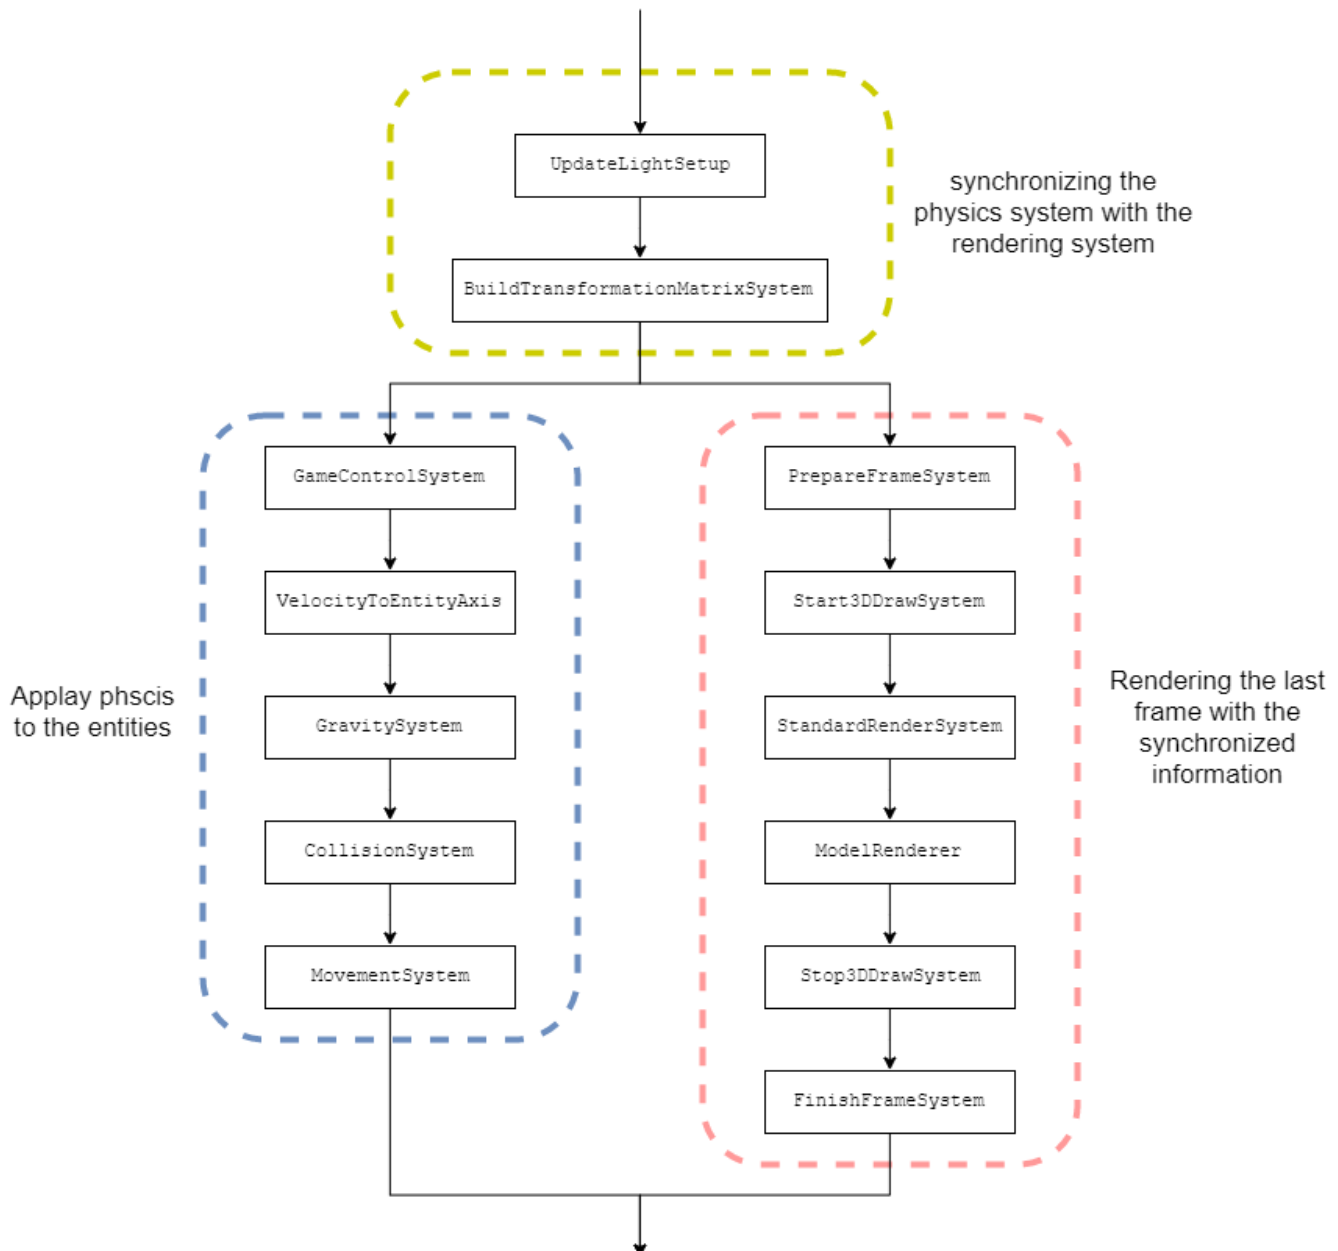 UpdateLightSetup
synchronizing the
physics system with the
rendering system
BuildTransformationMatrixSystem
GameControlSystem
VelocityToEntityAxis
GravitySystem
CollisionSystem
MovementSystem
Applay phscis
to the entities
PrepareFrameSystem
Start3DDrawSystem
StandardRenderSystem
ModelRenderer
Stop3DDrawSystem
FinishFrameSystem
Rendering the last
frame with the
synchronized
information